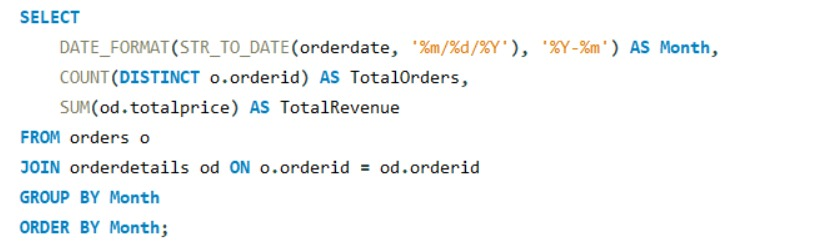 SELECT
    DATE_FORMAT(STR_TO_DATE(orderdate, '%m/%d/%Y'), '%Y-%m') AS Month,
    COUNT(DISTINCT o.orderid) AS TotalOrders,
    SUM(od.totalprice) AS TotalRevenue
FROM orders o
JOIN orderdetails od ON o.orderid = od.orderid
GROUP BY Month
ORDER BY Month;